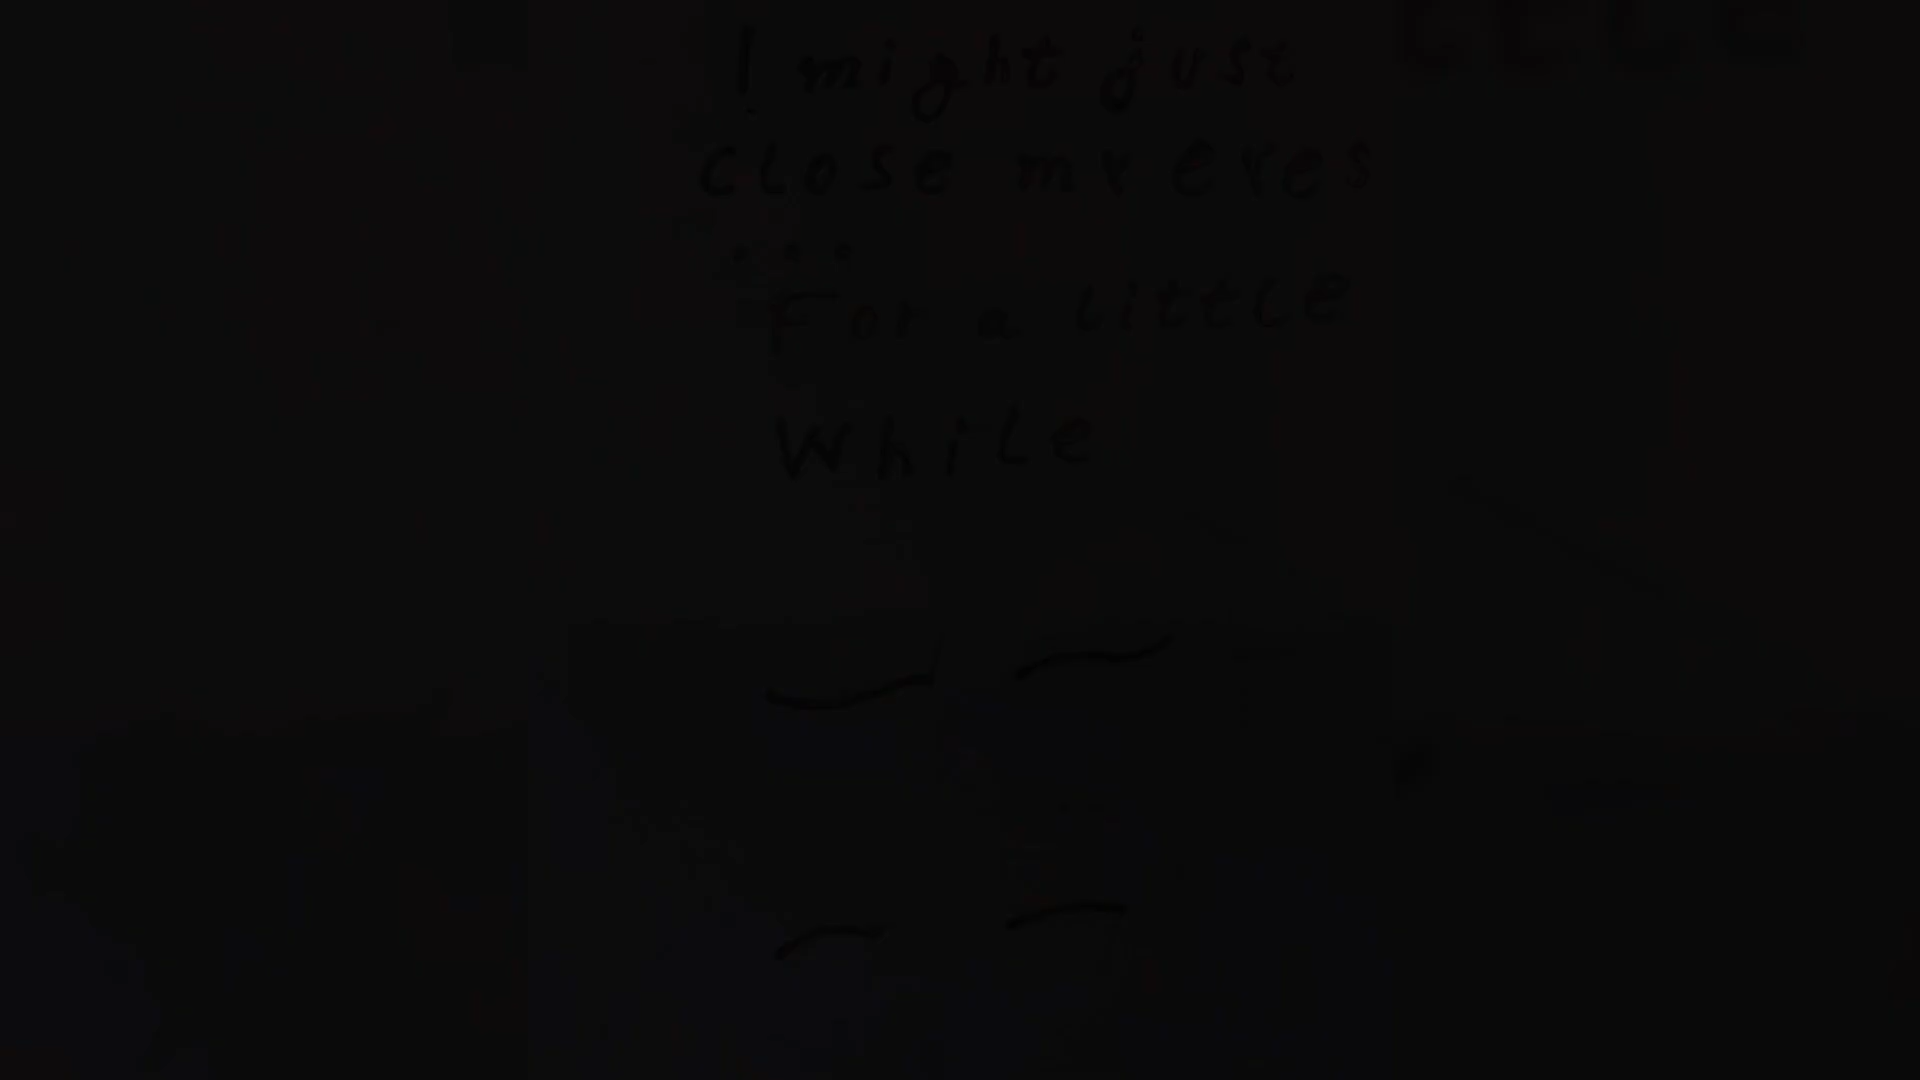 I might just
close my eyes
...
For a little
while